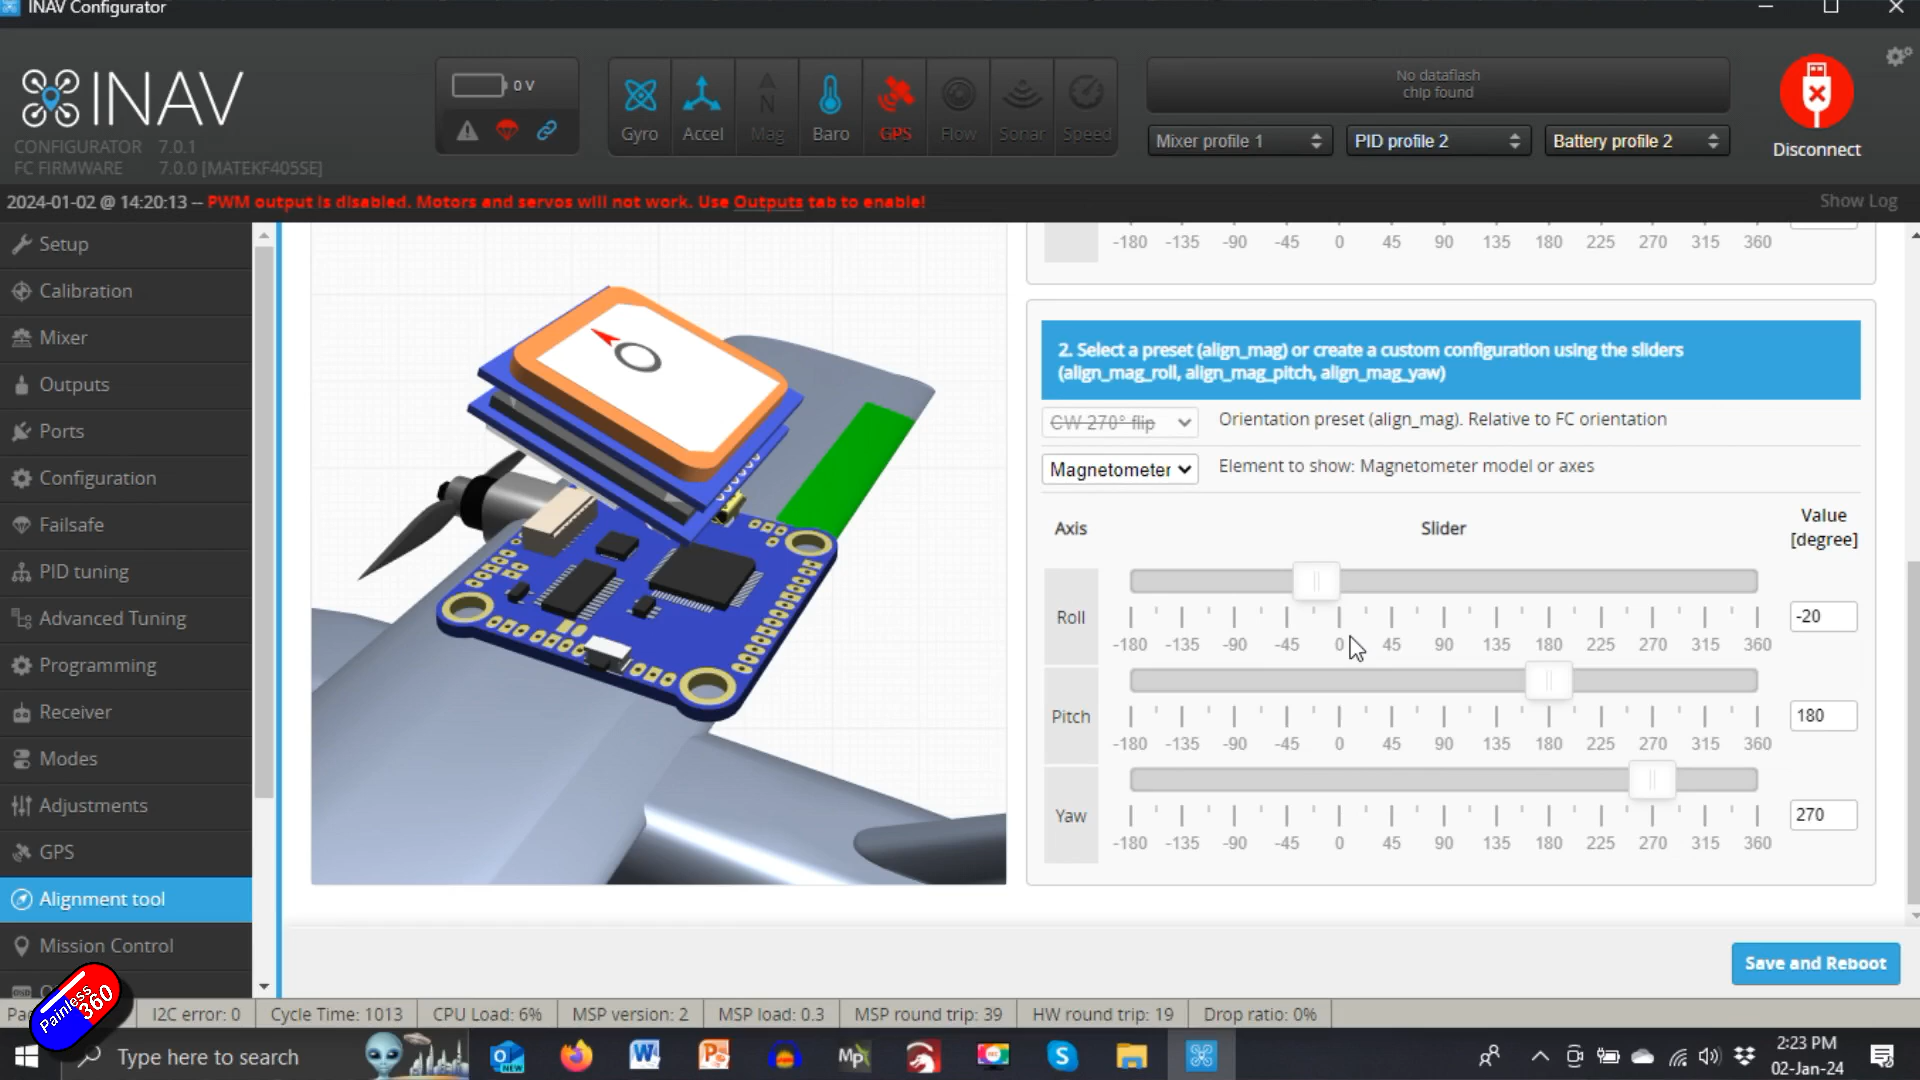 INAV Configurator
INAV
CONFIGURATOR 7.0.1
FC FIRMWARE 7.0.0 [MATEKF405SE]
0 V
Gyro
Accel
Mag
Baro
GPS
Flow
Sonar
Speed
No dataflash
chip found
Mixer profile 1
PID profile 2
Battery profile 2
Disconnect
2024-01-02 @ 14:20:13 -- PWM output is disabled. Motors and servos will not work. Use Outputs tab to enable!
Show Log
Setup
Calibration
Mixer
Outputs
Ports
Configuration
Failsafe
PID tuning
Advanced Tuning
Programming
Receiver
Modes
Adjustments
GPS
Alignment tool
Mission Control
-180 -135 -90 -45 0 45 90 135 180 225 270 315 360
2. Select a preset (align_mag) or create a custom configuration using the sliders
(align_mag_roll, align_mag_pitch, align_mag_yaw)
CW 270° flip
Orientation preset (align_mag). Relative to FC orientation
Magnetometer
Element to show: Magnetometer model or axes
Axis
Slider
Value
[degree]
Roll
-180 -135 -90 -45 0 45 90 135 180 225 270 315 360
-20
Pitch
-180 -135 -90 -45 0 45 90 135 180 225 270 315 360
180
Yaw
-180 -135 -90 -45 0 45 90 135 180 225 270 315 360
270
Save and Reboot
Painless
360
I2C error: 0
Cycle Time: 1013
CPU Load: 6%
MSP version: 2
MSP load: 0.3
MSP round trip: 39
HW round trip: 19
Drop ratio: 0%
Type here to search
NEW
Mp
2:23 PM
02-Jan-24